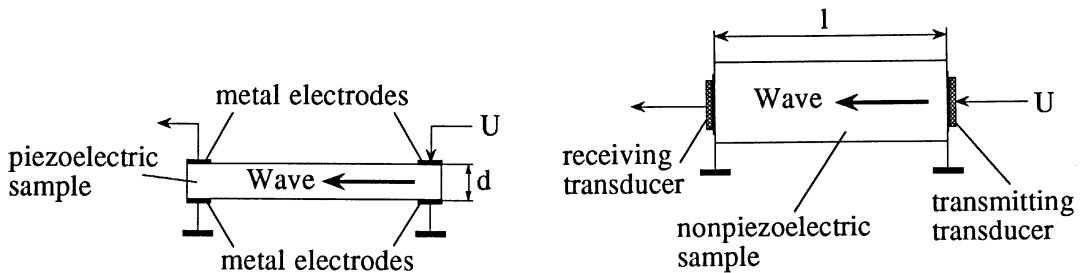 metal electrodes
U
piezoelectric
sample
Wave
d
metal electrodes
l
Wave
U
receiving
transducer
nonpiezoelectric
sample
transmitting
transducer